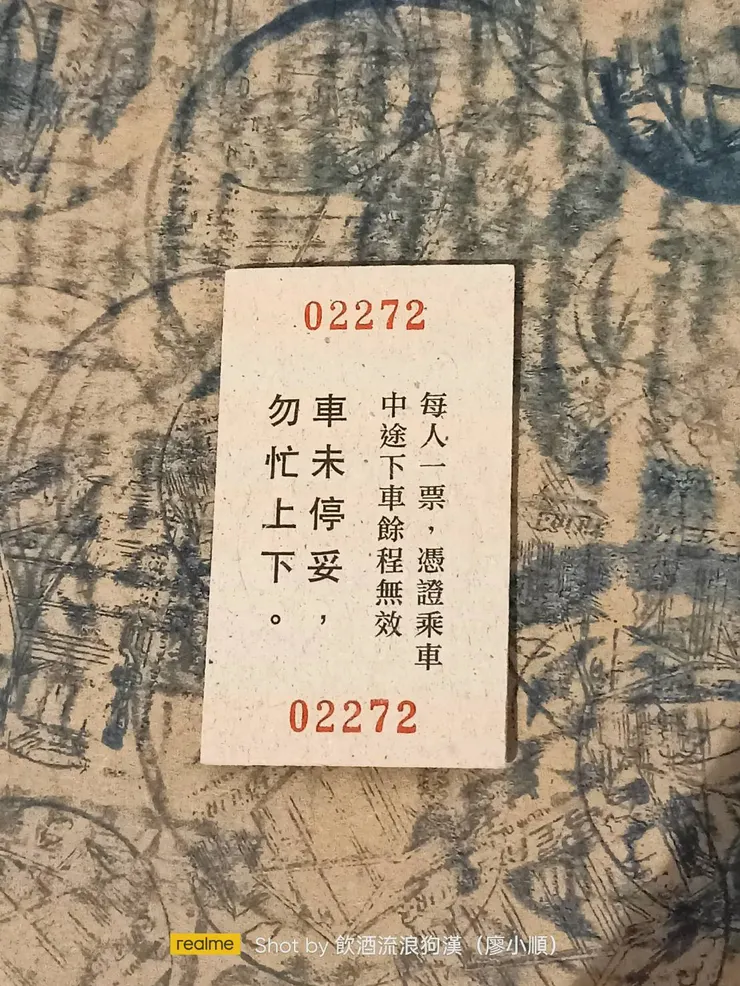 02272
每人一票，憑證乘車
中途下車餘程無效
車未停妥，
勿忙上下。
02272
realme Shot by 飲酒流浪狗漢（廖小順）